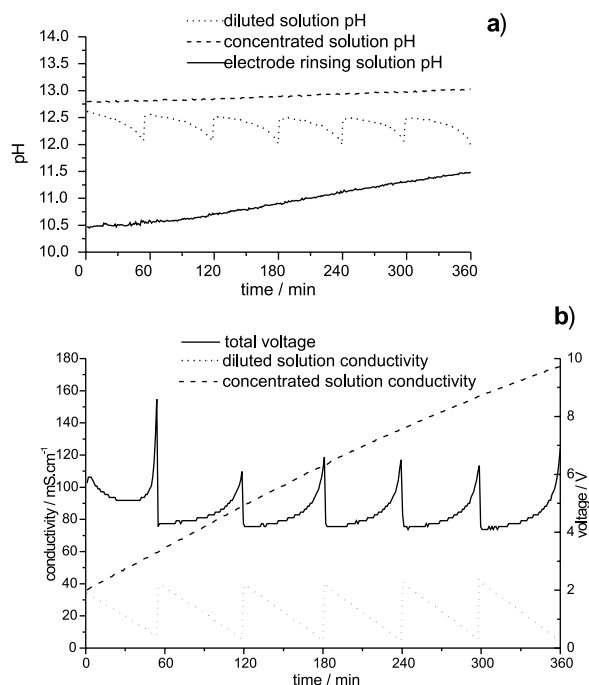 diluted solution pH
concentrated solution pH
electrode rinsing solution pH
a)
14.0
13.5
13.0
12.5
12.0
11.5
11.0
10.5
10.0
pH
0 60 120 180 240 300 360
time / min
b)
total voltage
diluted solution conductivity
concentrated solution conductivity
180
160
140
120
100
80
60
40
20
0
conductivity / mS.cm-1
10
8
6
4
2
0
voltage / V
0 60 120 180 240 300 360
time / min